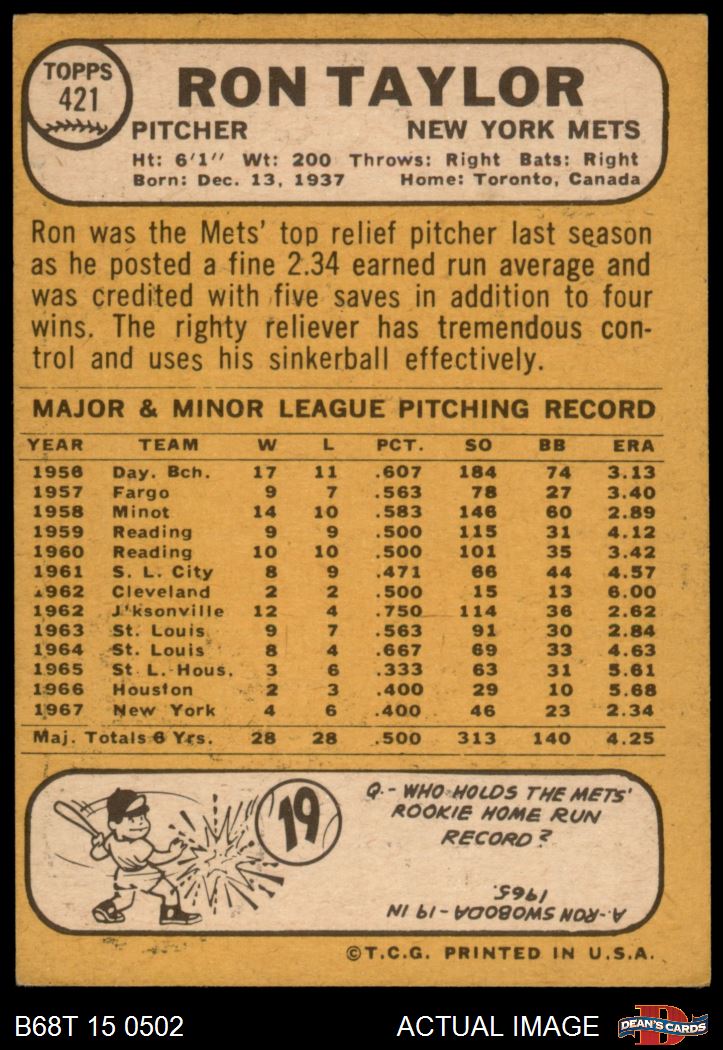 TOPPS
421
RON TAYLOR
PITCHER NEW YORK METS
Ht: 6'1" Wt: 200 Throws: Right Bats: Right
Born: Dec. 13, 1937 Home: Toronto, Canada
Ron was the Mets' top relief pitcher last season
as he posted a fine 2.34 earned run average and
was credited with five saves in addition to four
wins. The righty reliever has tremendous con-
trol and uses his sinkerball effectively.
MAJOR & MINOR LEAGUE PITCHING RECORD
YEAR TEAM W L PCT. SO BB ERA
1956 Day. Bch. 17 11 .607 184 74 3.13
1957 Fargo 9 7 .563 78 27 3.40
1958 Minot 14 10 .583 146 60 2.89
1959 Reading 9 9 .500 115 31 4.12
1960 Reading 10 10 .500 101 35 3.42
1961 S. L. City 8 9 .471 66 44 4.57
1962 Cleveland 2 2 .500 15 13 6.00
1962 J'ksonville 12 4 .750 114 36 2.62
1963 St. Louis 9 7 .563 91 30 2.84
1964 St. Louis 8 4 .667 69 33 4.63
1965 St L. Hous. 3 6 .333 63 31 5.61
1966 Houston 2 3 .400 29 10 5.68
1967 New York 4 6 .400 46 23 2.34
Maj. Totals 6 Yrs. 28 28 .500 313 140 4.25
19
Q.- WHO HOLDS THE METS'
ROOKIE HOME RUN
RECORD?
A.-RON SWOBODA-19 IN
1965.
©T.C.G. PRINTED IN U.S.A.
B68T 15 0502 ACTUAL IMAGE
D
DEAN'S CARDS